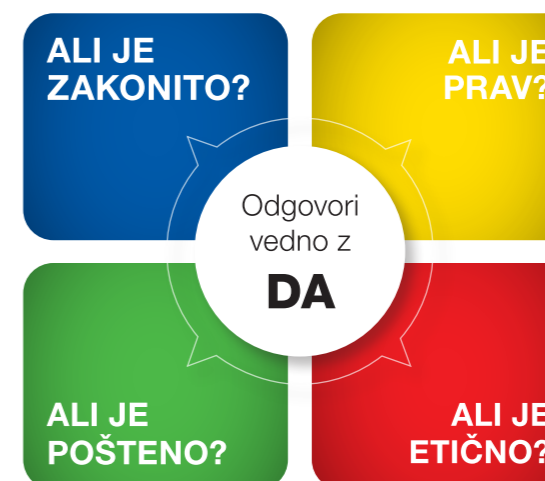 ALI JE
ZAKONITO?
ALI JE
PRAV?
Odgovori
vedno z
DA
ALI JE
POŠTENO?
ALI JE
ETIČNO?